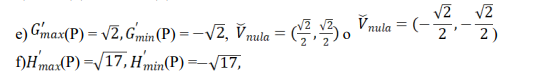 e) G'max(P) = √2, G'min(P) = −√2, V̆nula = (√2/2, √2/2) o V̆nula = (−√2/2, −√2/2)
f)H'max(P) = √17, H'min(P) =−√17,